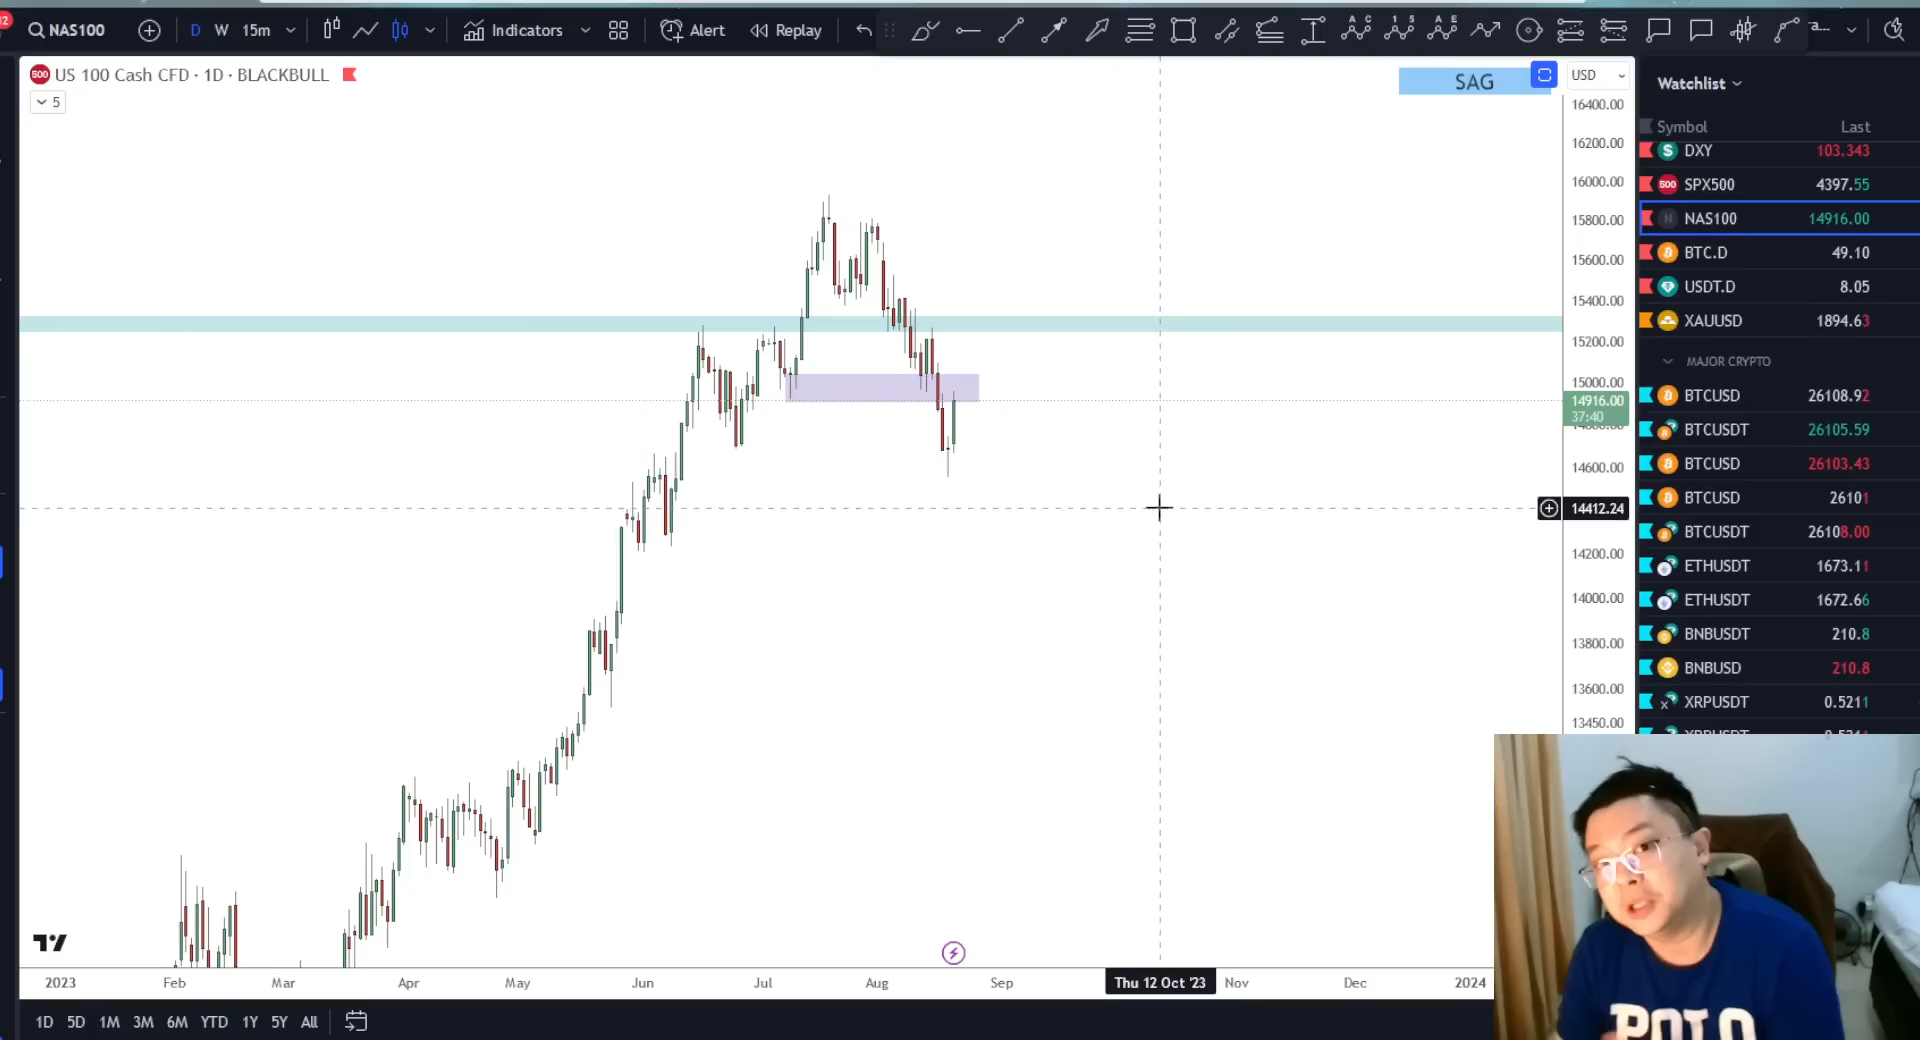 12
NAS100
D
W
15m
Indicators
Alert
Replay
A C
1 5
A E
a...
500
US 100 Cash CFD · 1D · BLACKBULL
5
SAG
USD
16400.00
16200.00
16000.00
15800.00
15600.00
15400.00
15200.00
15000.00
14916.00
37:40
14600.00
14412.24
14200.00
14000.00
13800.00
13600.00
13450.00
Watchlist
Symbol Last
DXY 103.343
500 SPX500 4397.55
N NAS100 14916.00
BTC.D 49.10
USDT.D 8.05
XAUUSD 1894.63
MAJOR CRYPTO
BTCUSD 26108.92
BTCUSDT 26105.59
BTCUSD 26103.43
BTCUSD 26101
BTCUSDT 26108.00
ETHUSDT 1673.11
ETHUSDT 1672.66
BNBUSDT 210.8
BNBUSD 210.8
XRPUSDT 0.5211
2023 Feb Mar Apr May Jun Jul Aug Sep Thu 12 Oct '23 Nov Dec 2024
1D 5D 1M 3M 6M YTD 1Y 5Y All
POLO